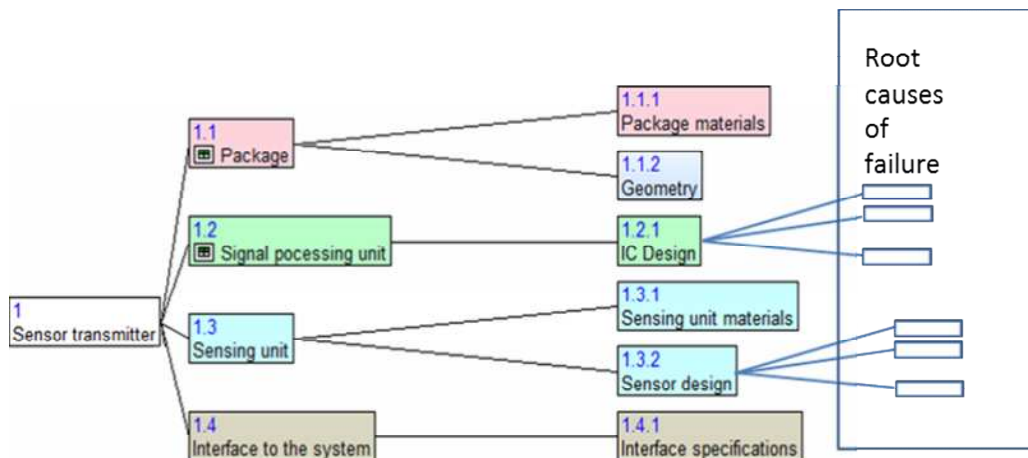 1
Sensor transmitter
1.1
Package
1.2
Signal pocessing unit
1.3
Sensing unit
1.4
Interface to the system
1.1.1
Package materials
1.1.2
Geometry
1.2.1
IC Design
1.3.1
Sensing unit materials
1.3.2
Sensor design
1.4.1
Interface specifications
Root
causes
of
failure